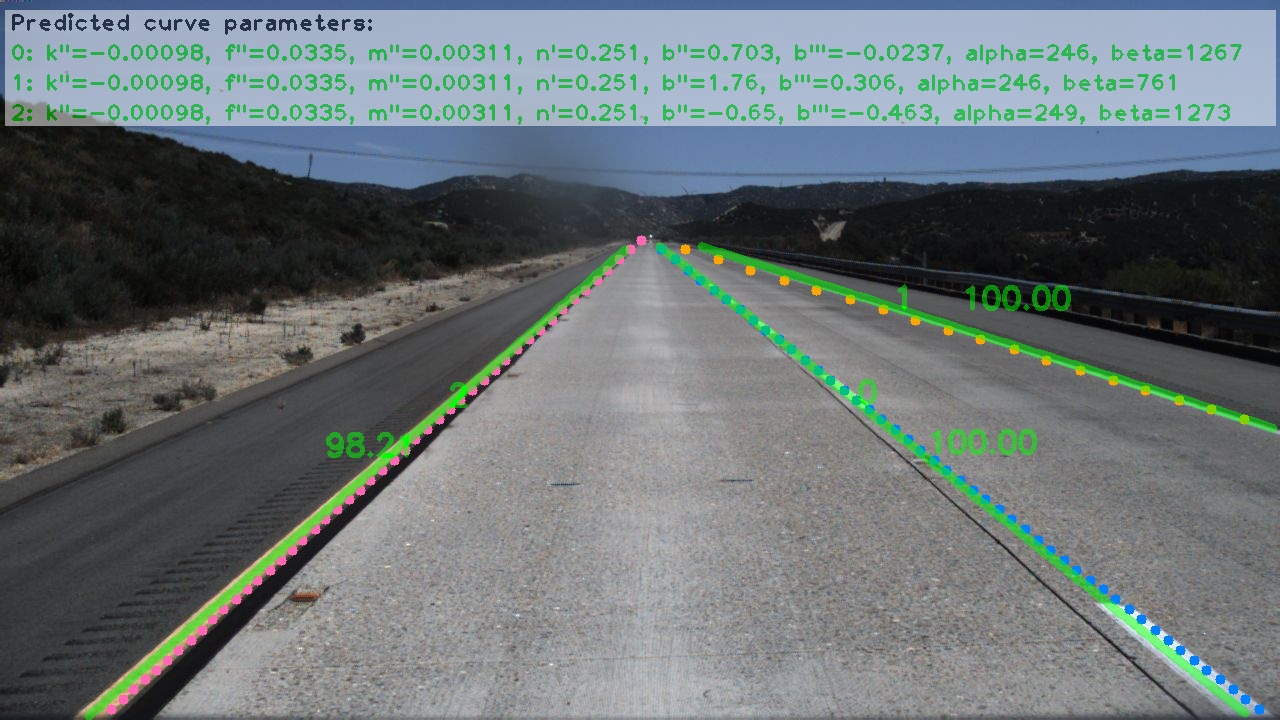 Predicted curve parameters:
0: k''=-0.00098, f''=0.0335, m''=0.00311, n'=0.251, b''=0.703, b'''=-0.0237, alpha=246, beta=1267
1: k''=-0.00098, f''=0.0335, m''=0.00311, n'=0.251, b''=1.76, b'''=0.306, alpha=246, beta=761
2: k''=-0.00098, f''=0.0335, m''=0.00311, n'=0.251, b''=-0.65, b'''=-0.463, alpha=249, beta=1273
1 100.00
2 0
98.21 100.00